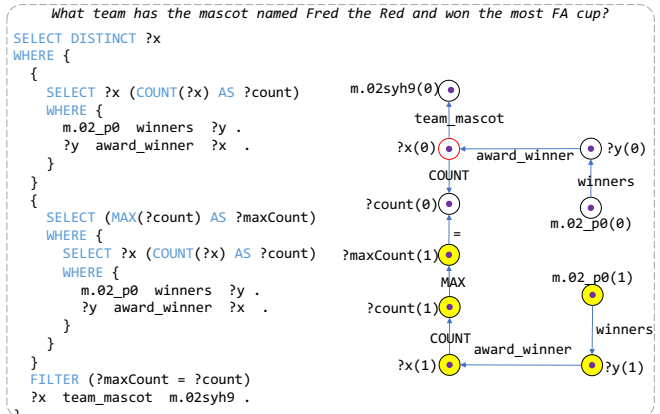 What team has the mascot named Fred the Red and won the most FA cup?
SELECT DISTINCT ?x
WHERE {
{
SELECT ?x (COUNT(?x) AS ?count)
WHERE {
m.02_p0 winners ?y .
?y award_winner ?x .
}
}
{
SELECT (MAX(?count) AS ?maxCount)
WHERE {
SELECT ?x (COUNT(?x) AS ?count)
WHERE {
m.02_p0 winners ?y .
?y award_winner ?x .
}
}
}
FILTER (?maxCount = ?count)
?x team_mascot m.02syh9 .
}
m.02syh9(0)
team_mascot
?x(0)
award_winner
?y(0)
COUNT
winners
?count(0)
m.02_p0(0)
=
?maxCount(1)
m.02_p0(1)
MAX
?count(1)
winners
COUNT
award_winner
?x(1)
?y(1)